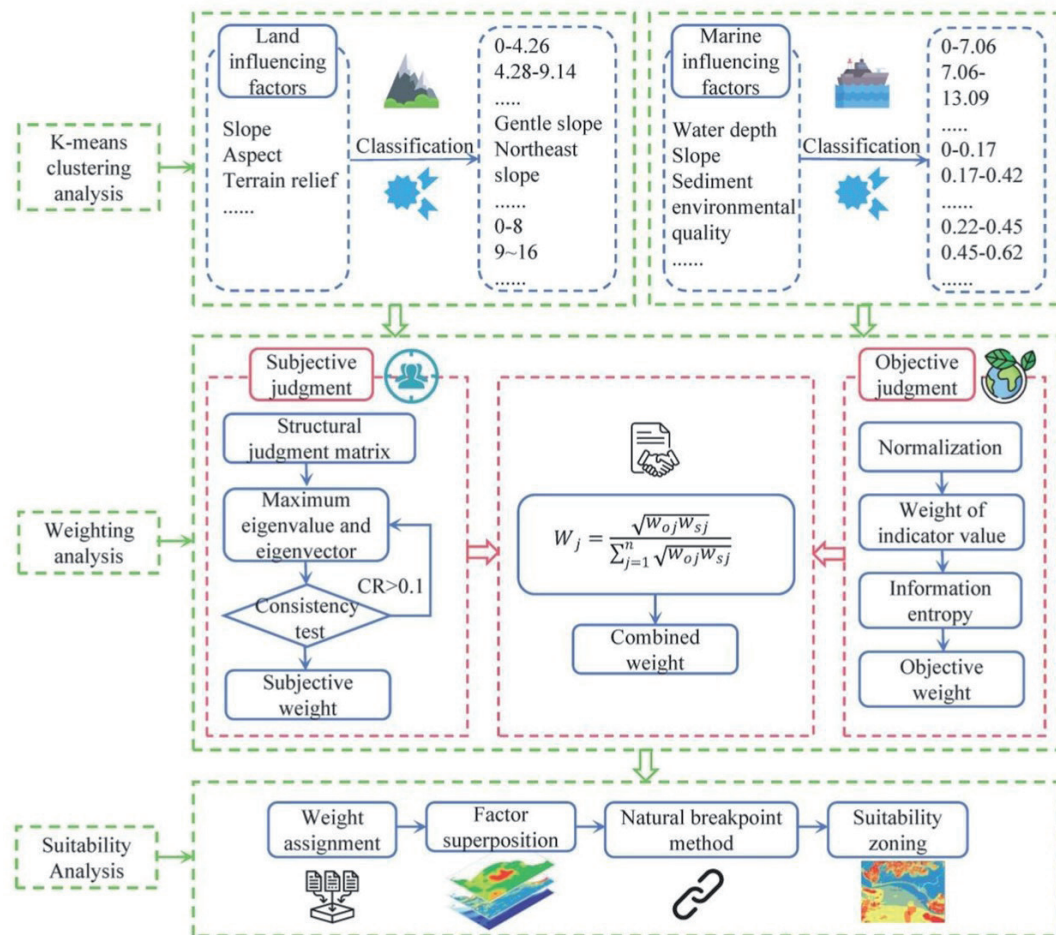 Land
influencing
factors
Slope
Aspect
Terrain relief
......
Classification
0-4.26
4.28-9.14
.....
Gentle slope
Northeast
slope
......
0-8
9~16
......
Marine
influencing
factors
Water depth
Slope
Sediment
environmental
quality
......
Classification
0-7.06
7.06-
13.09
.....
0-0.17
0.17-0.42
......
0.22-0.45
0.45-0.62
......
K-means
clustering
analysis
Weighting
analysis
Subjective
judgment
Structural
judgment matrix
Maximum
eigenvalue and
eigenvector
CR>0.1
Consistency
test
Subjective
weight
W_j = \frac{\sqrt{W_{oj}W_{sj}}}{\sum_{j=1}^{n}\sqrt{W_{oj}W_{sj}}}
Combined
weight
Objective
judgment
Normalization
Weight of
indicator value
Information
entropy
Objective
weight
Suitability
Analysis
Weight
assignment
Factor
superposition
Natural breakpoint
method
Suitability
zoning